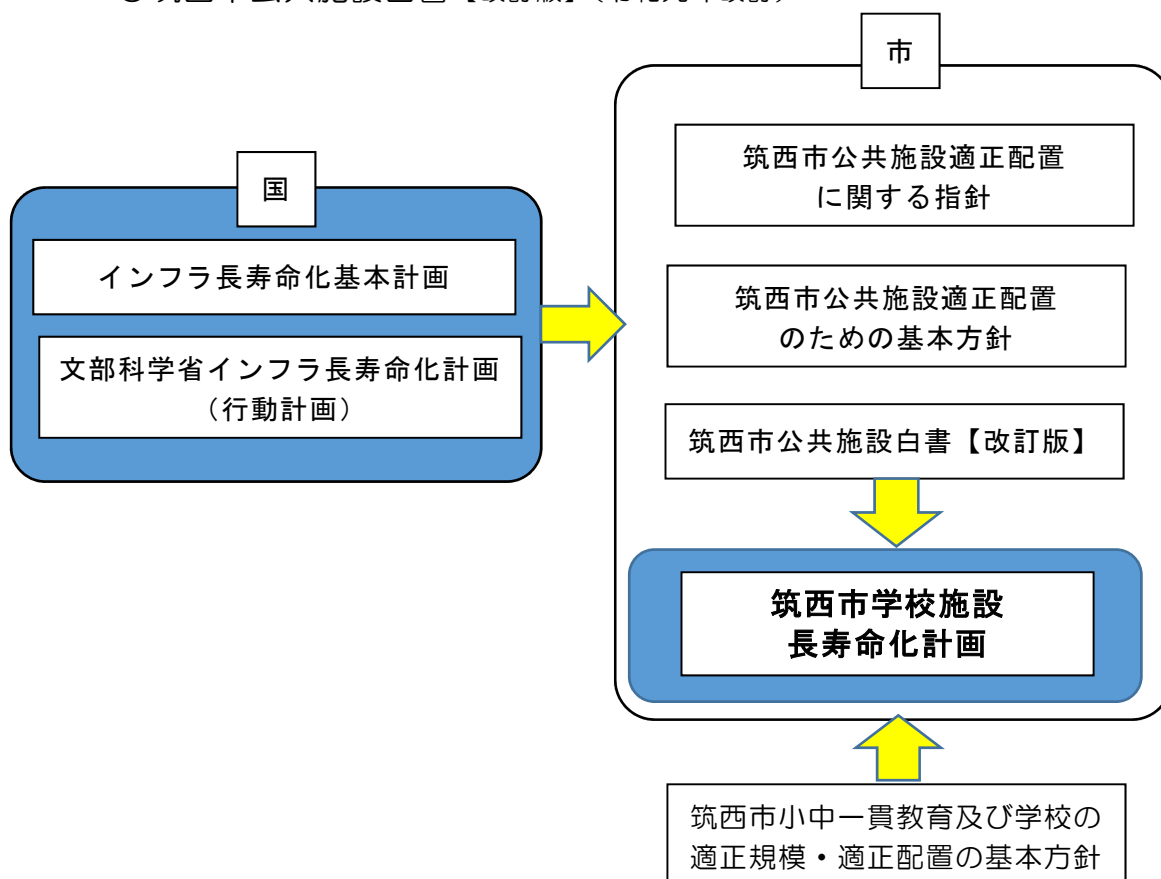 市
筑西市公共施設適正配置
に関する指針
国
インフラ長寿命化基本計画
筑西市公共施設適正配置
のための基本方針
文部科学省インフラ長寿命化計画
（行動計画）
筑西市公共施設白書【改訂版】
筑西市学校施設
長寿命化計画
筑西市小中一貫教育及び学校の
適正規模・適正配置の基本方針